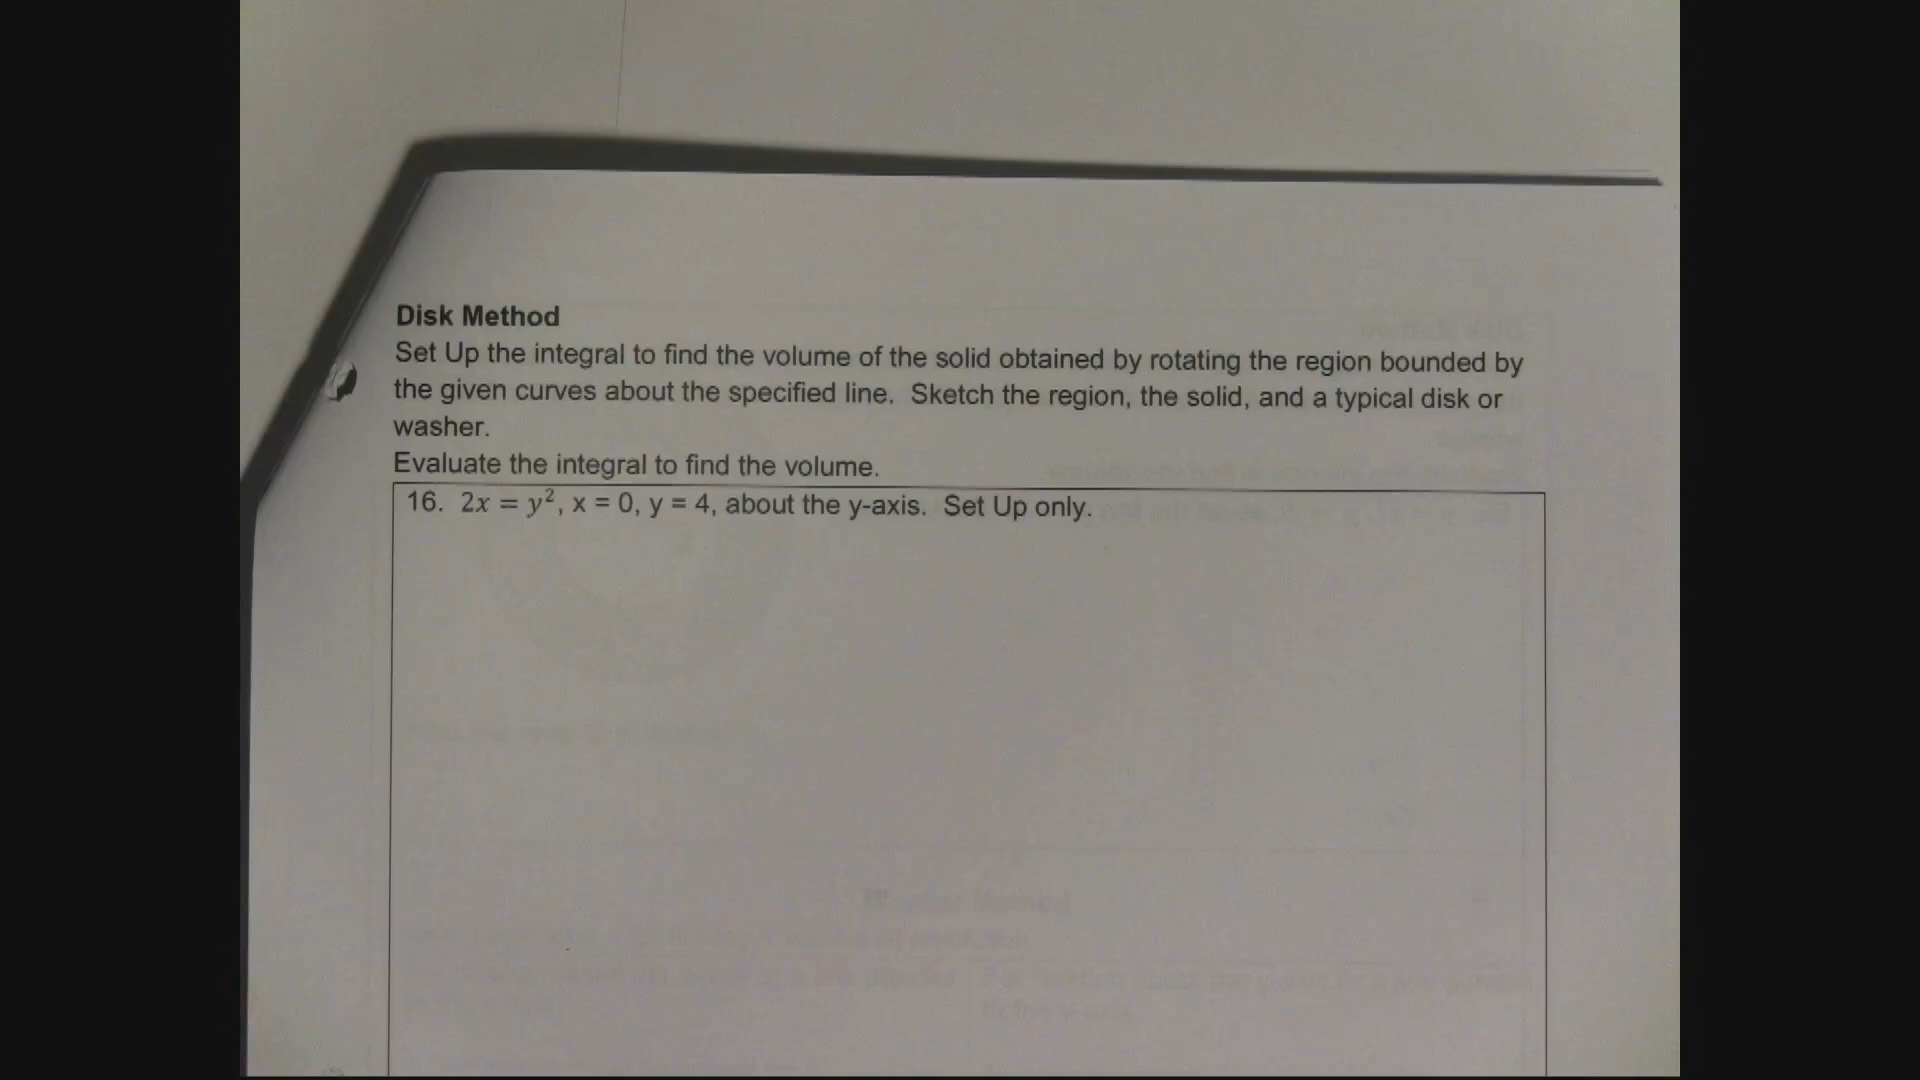 Disk Method
Set Up the integral to find the volume of the solid obtained by rotating the region bounded by
the given curves about the specified line.  Sketch the region, the solid, and a typical disk or
washer.
Evaluate the integral to find the volume.
16.  2x = y², x = 0, y = 4, about the y-axis.  Set Up only.